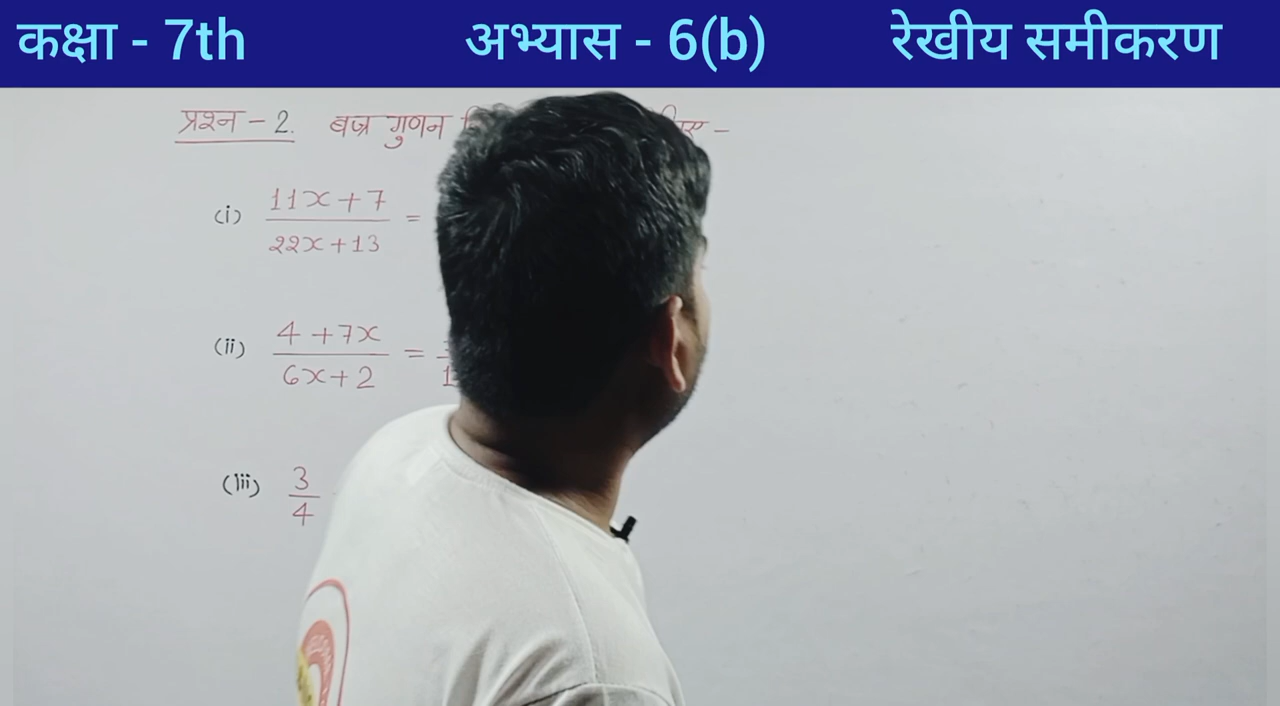 कक्षा - 7th अभ्यास - 6(b) रेखीय समीकरण
प्रश्न - 2. बज्र गुणन
(i) 11x + 7 =
22x + 13
(ii) 4 + 7x =
6x + 2 1
(iii) 3
4